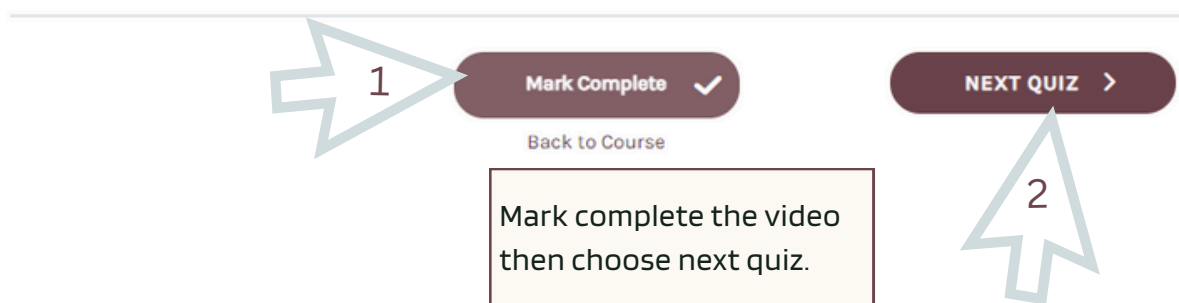 1
Mark Complete
NEXT QUIZ
Back to Course
2
Mark complete the video
then choose next quiz.